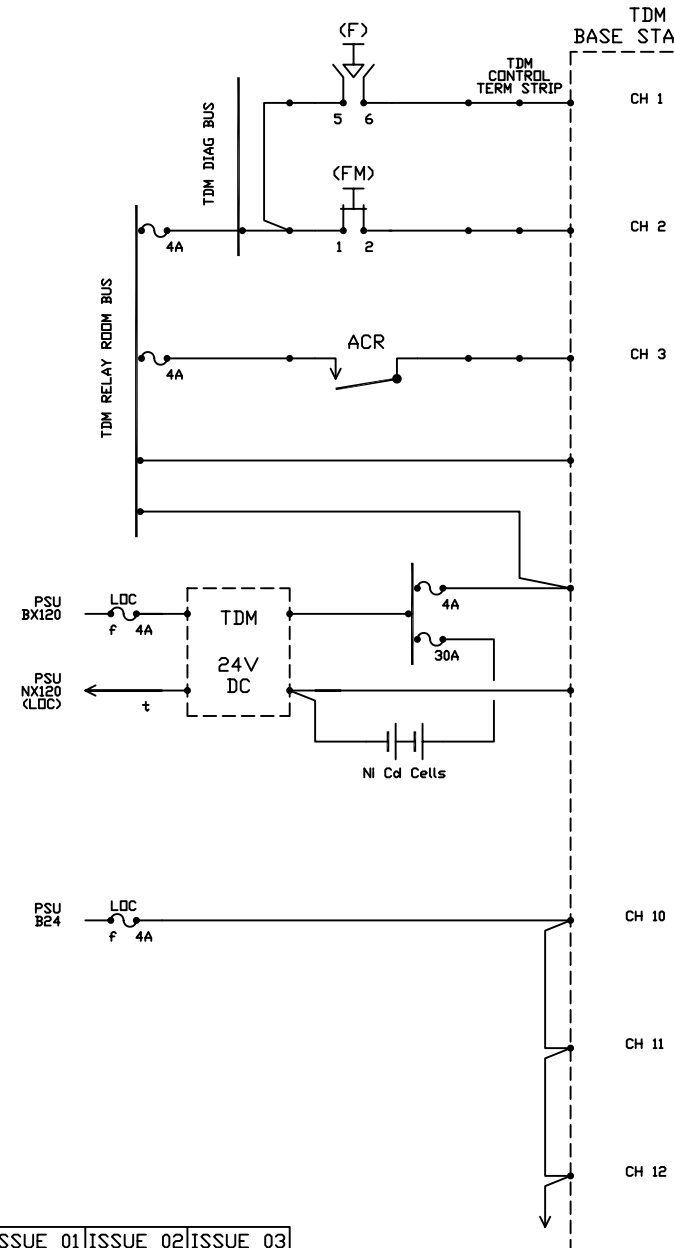 TDM
BASE STA
(F)
TDM
CONTROL
TERM STRIP
CH 1
5 6
TDM DIAG BUS
(FM)
CH 2
1 2
4A
TDM RELAY ROOM BUS
ACR
CH 3
4A
PSU
BX120
LOC
f 4A
TDM
24V
DC
4A
30A
PSU
NX120
(LOC)
t
Ni Cd Cells
PSU
B24
LOC
f 4A
CH 10
CH 11
CH 12
SSUE 01 ISSUE 02 ISSUE 03